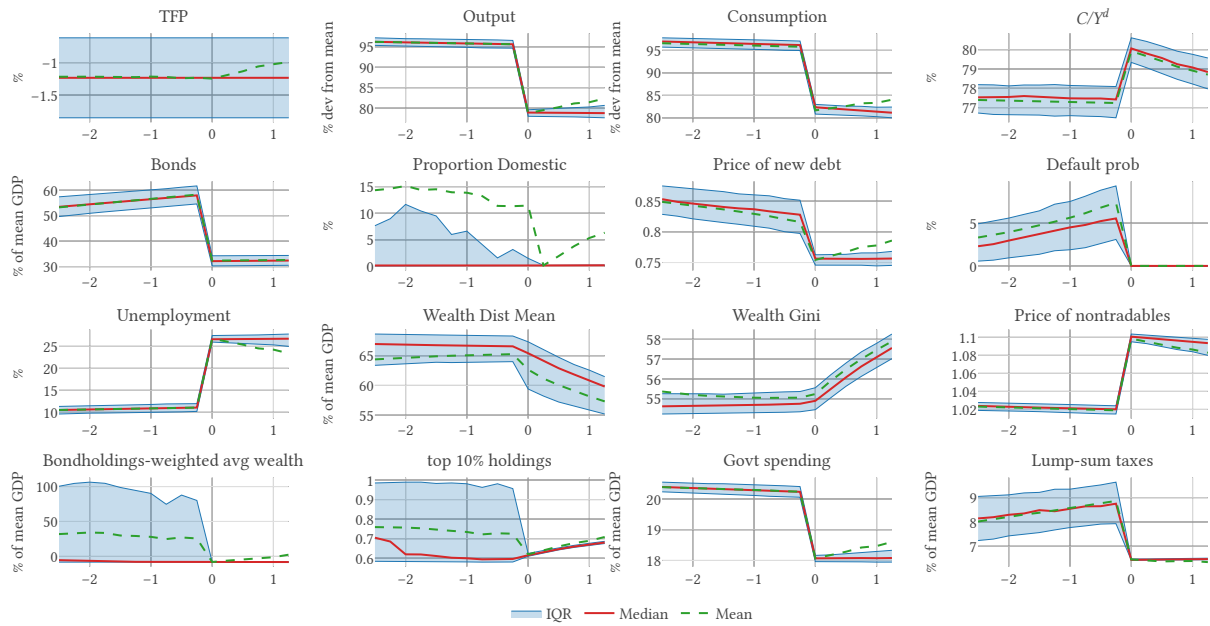 TFP
Output
Consumption
C/Yᵈ
%
−1
−1.5
−2 −1 0 1
% dev from mean
95
90
85
80
−2 −1 0 1
% dev from mean
95
90
85
80
−2 −1 0 1
%
80
79
78
77
−2 −1 0 1
Bonds
Proportion Domestic
Price of new debt
Default prob
% of mean GDP
60
50
40
30
−2 −1 0 1
%
15
10
5
0
−2 −1 0 1
0.85
0.8
0.75
−2 −1 0 1
%
5
0
−2 −1 0 1
Unemployment
Wealth Dist Mean
Wealth Gini
Price of nontradables
%
25
20
15
10
−2 −1 0 1
% of mean GDP
65
60
55
−2 −1 0 1
58
57
56
55
−2 −1 0 1
1.1
1.08
1.06
1.04
1.02
−2 −1 0 1
Bondholdings-weighted avg wealth
top 10% holdings
Govt spending
Lump-sum taxes
% of mean GDP
100
50
0
−2 −1 0 1
1
0.9
0.8
0.7
0.6
−2 −1 0 1
% of mean GDP
20
19
18
−2 −1 0 1
% of mean GDP
9
8
7
−2 −1 0 1
IQR Median Mean